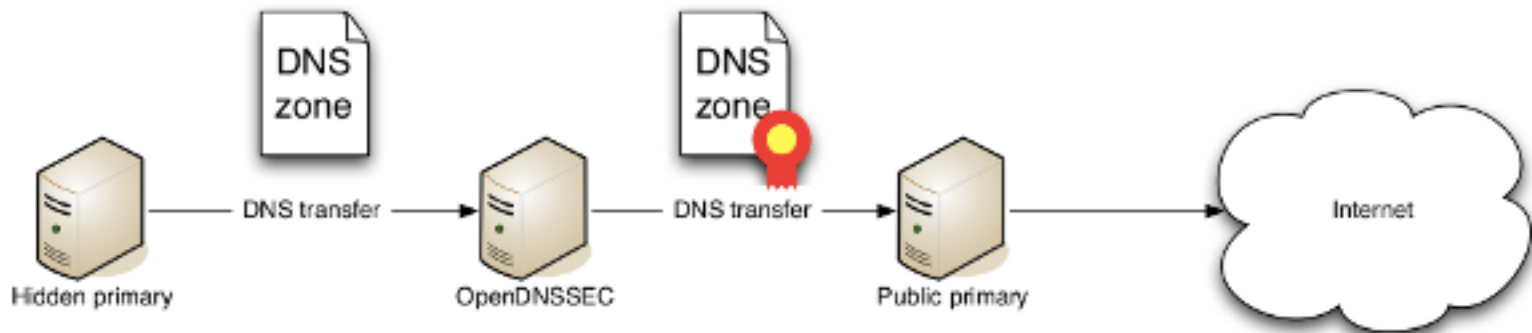 DNS
zone
DNS
zone
DNS transfer
DNS transfer
Internet
Hidden primary
OpenDNSSEC
Public primary